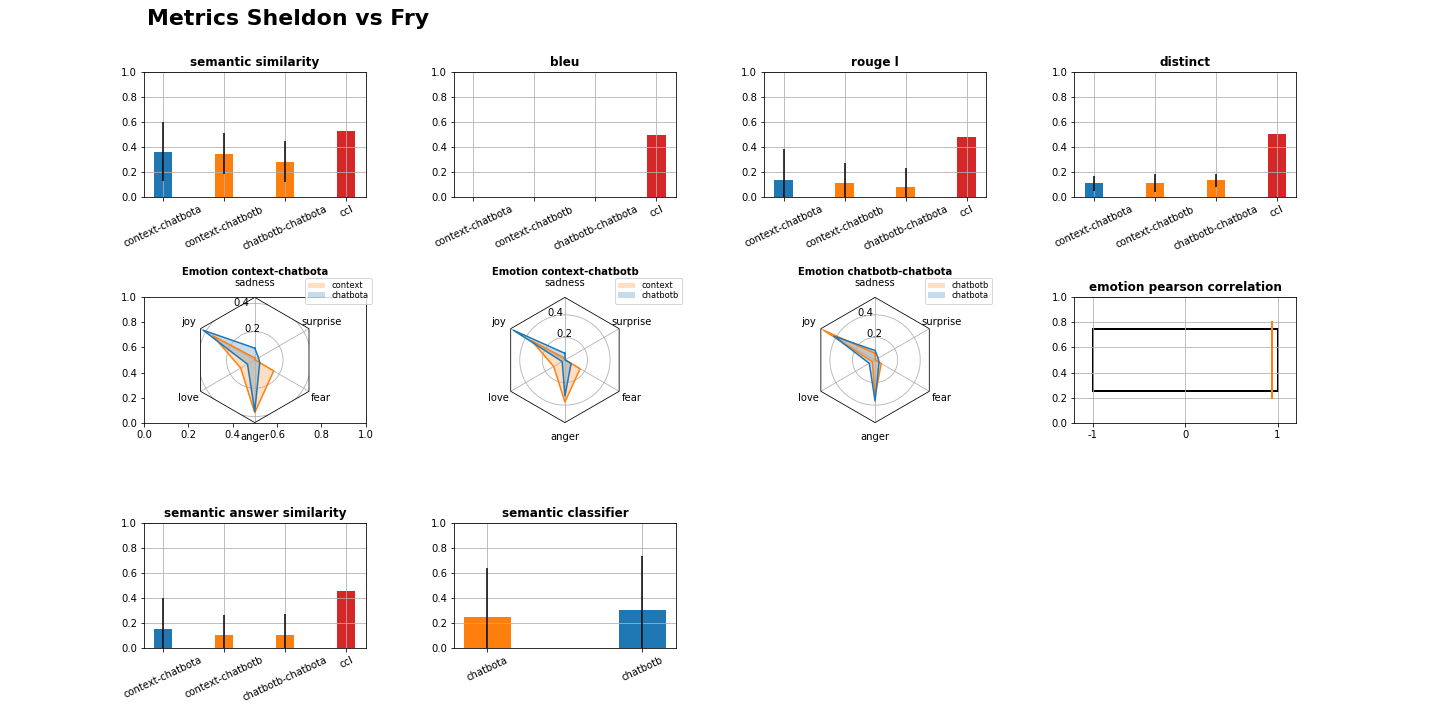 Metrics Sheldon vs Fry
semantic similarity
1.0
0.8
0.6
0.4
0.2
0.0
context-chatbota
context-chatbotb
chatbotb-chatbota
ccl
bleu
1.0
0.8
0.6
0.4
0.2
0.0
context-chatbota
context-chatbotb
chatbotb-chatbota
ccl
rouge l
1.0
0.8
0.6
0.4
0.2
0.0
context-chatbota
context-chatbotb
chatbotb-chatbota
ccl
distinct
1.0
0.8
0.6
0.4
0.2
0.0
context-chatbota
context-chatbotb
chatbotb-chatbota
ccl
Emotion context-chatbota
sadness
context
chatbota
1.0
0.8
0.6
0.4
0.2
0.0
0.4
0.2
joy
surprise
love
fear
anger
0.0
0.2
0.4
0.6
0.8
1.0
Emotion context-chatbotb
sadness
context
chatbotb
0.4
0.2
joy
surprise
love
fear
anger
Emotion chatbotb-chatbota
sadness
chatbotb
chatbota
0.4
0.2
joy
surprise
love
fear
anger
emotion pearson correlation
1.0
0.8
0.6
0.4
0.2
0.0
-1
0
1
semantic answer similarity
1.0
0.8
0.6
0.4
0.2
0.0
context-chatbota
context-chatbotb
chatbotb-chatbota
ccl
semantic classifier
1.0
0.8
0.6
0.4
0.2
0.0
chatbota
chatbotb